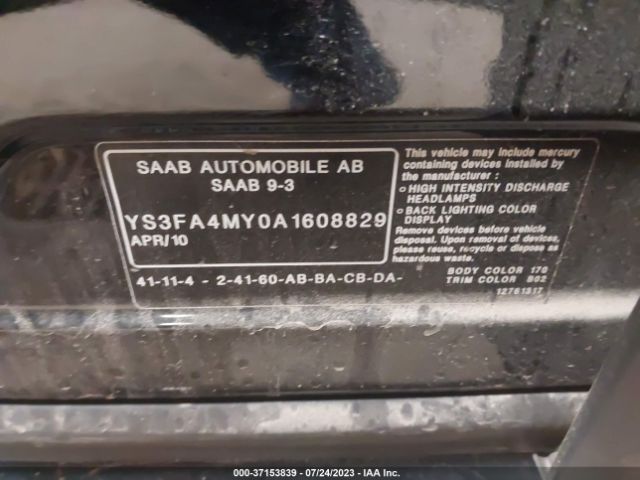 SAAB AUTOMOBILE AB
SAAB 9-3
YS3FA4MY0A1608829
APR/10
41-11-4 - 2-41-60-AB-BA-CB-DA-
This vehicle may include mercury
containing devices installed by the
manufacturer :
o HIGH INTENSITY DISCHARGE
HEADLAMPS
o BACK LIGHTING COLOR
DISPLAY
Remove devices before vehicle
disposal. Upon removal of devices,
please reuse, recycle or dispose as
hazardous waste.
BODY COLOR 170
TRIM COLOR B02
12761317
000-37153839 - 07/24/2023 - IAA Inc.